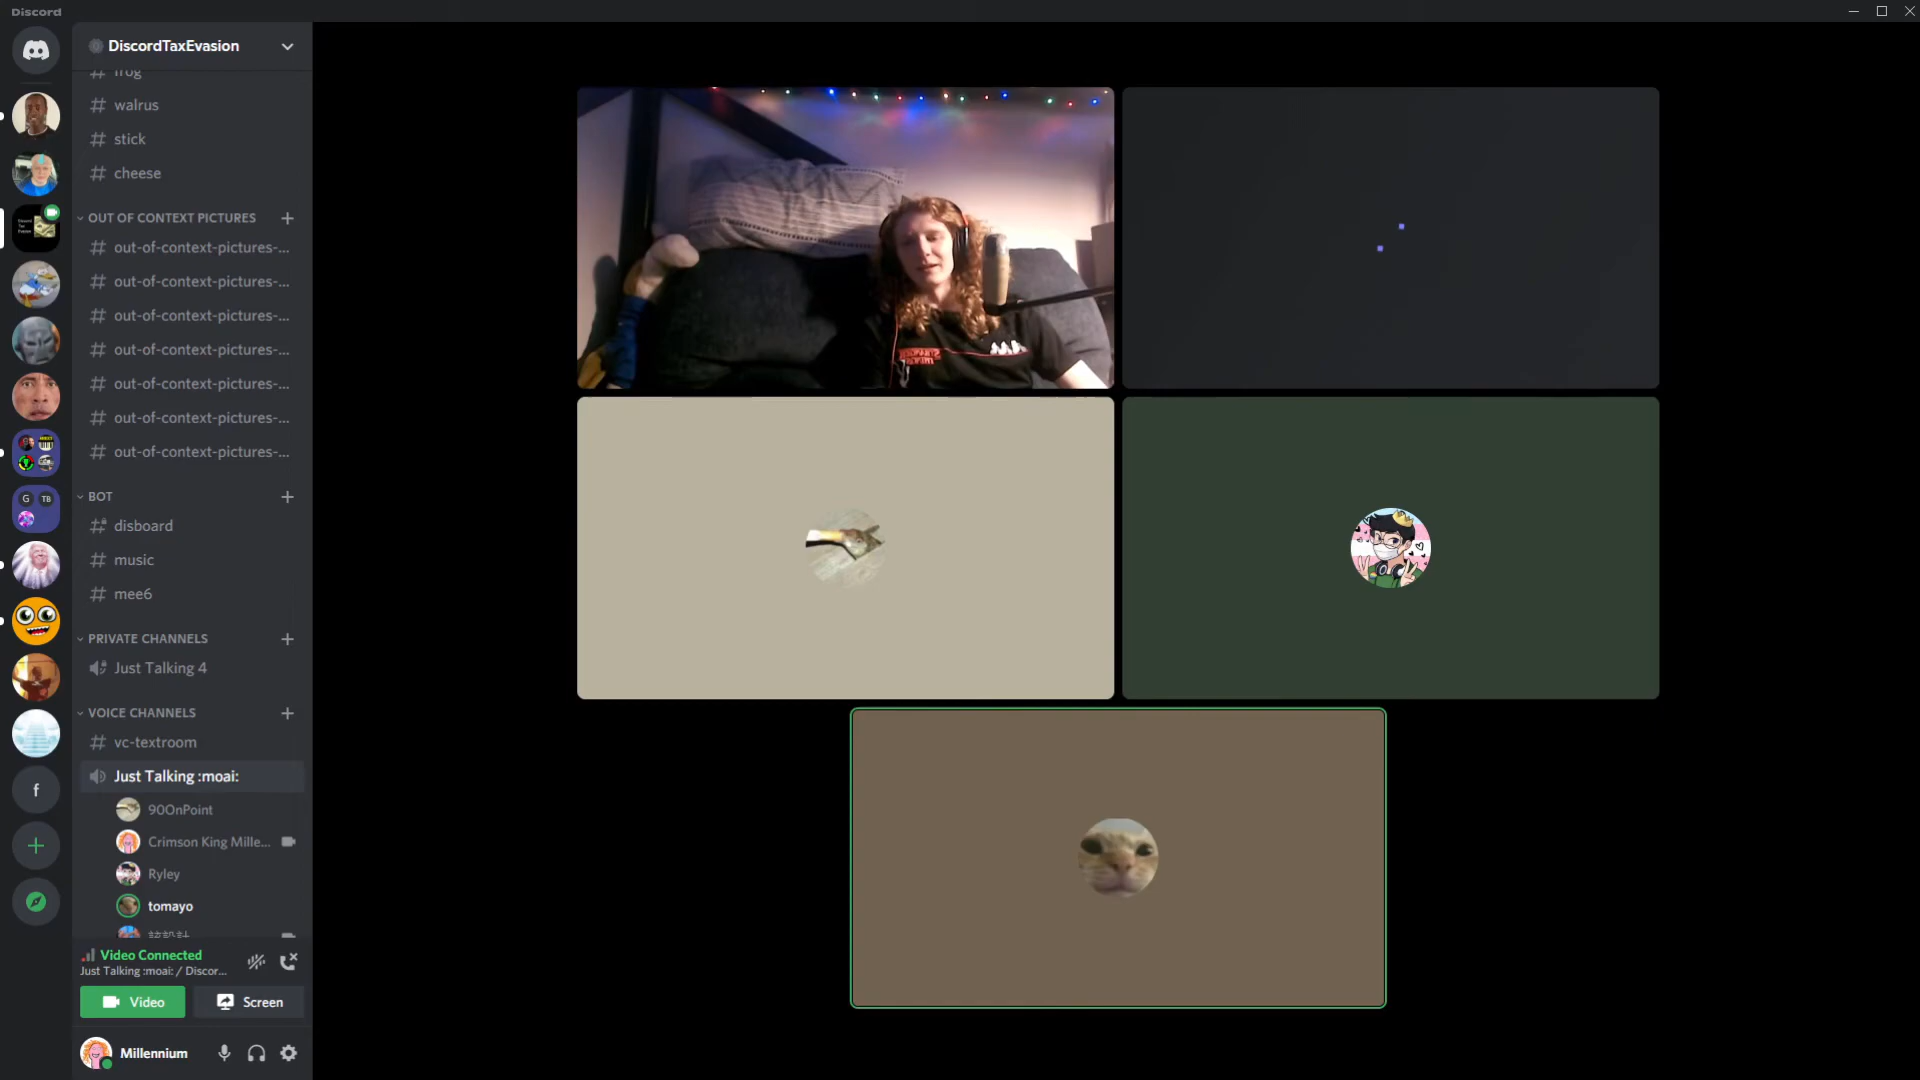 Discord
DiscordTaxEvasion
frog
walrus
stick
cheese
OUT OF CONTEXT PICTURES
out-of-context-pictures-...
out-of-context-pictures-...
out-of-context-pictures-...
out-of-context-pictures-...
out-of-context-pictures-...
out-of-context-pictures-...
out-of-context-pictures-...
BOT
disboard
music
mee6
G TB
PRIVATE CHANNELS
Just Talking 4
VOICE CHANNELS
vc-textroom
Just Talking :moai:
f
90OnPoint
Crimson King Mille...
Ryley
tomayo
Video Connected
Just Talking :moai: / Discor...
Video
Screen
Millennium